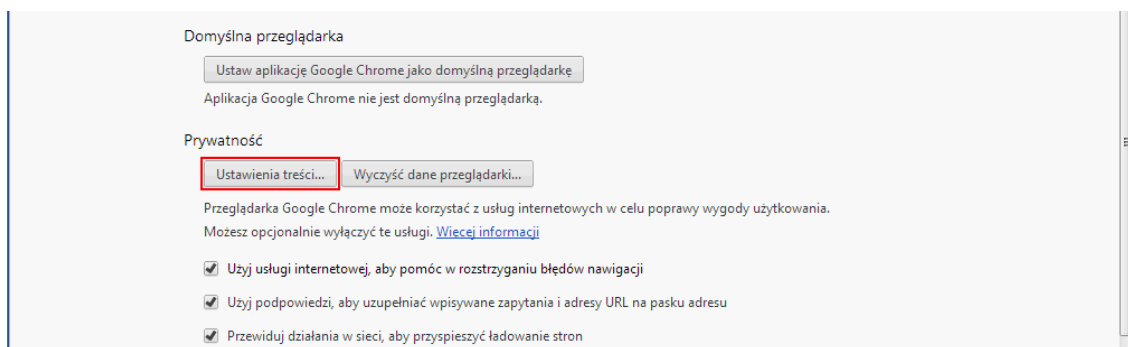 Domyślna przeglądarka
Ustaw aplikację Google Chrome jako domyślną przeglądarkę
Aplikacja Google Chrome nie jest domyślną przeglądarką.
Prywatność
Ustawienia treści... Wyczyść dane przeglądarki...
Przeglądarka Google Chrome może korzystać z usług internetowych w celu poprawy wygody użytkowania.
Możesz opcjonalnie wyłączyć te usługi. Więcej informacji
Użyj usługi internetowej, aby pomóc w rozstrzyganiu błędów nawigacji
Użyj podpowiedzi, aby uzupełniać wpisywane zapytania i adresy URL na pasku adresu
Przewiduj działania w sieci, aby przyspieszyć ładowanie stron